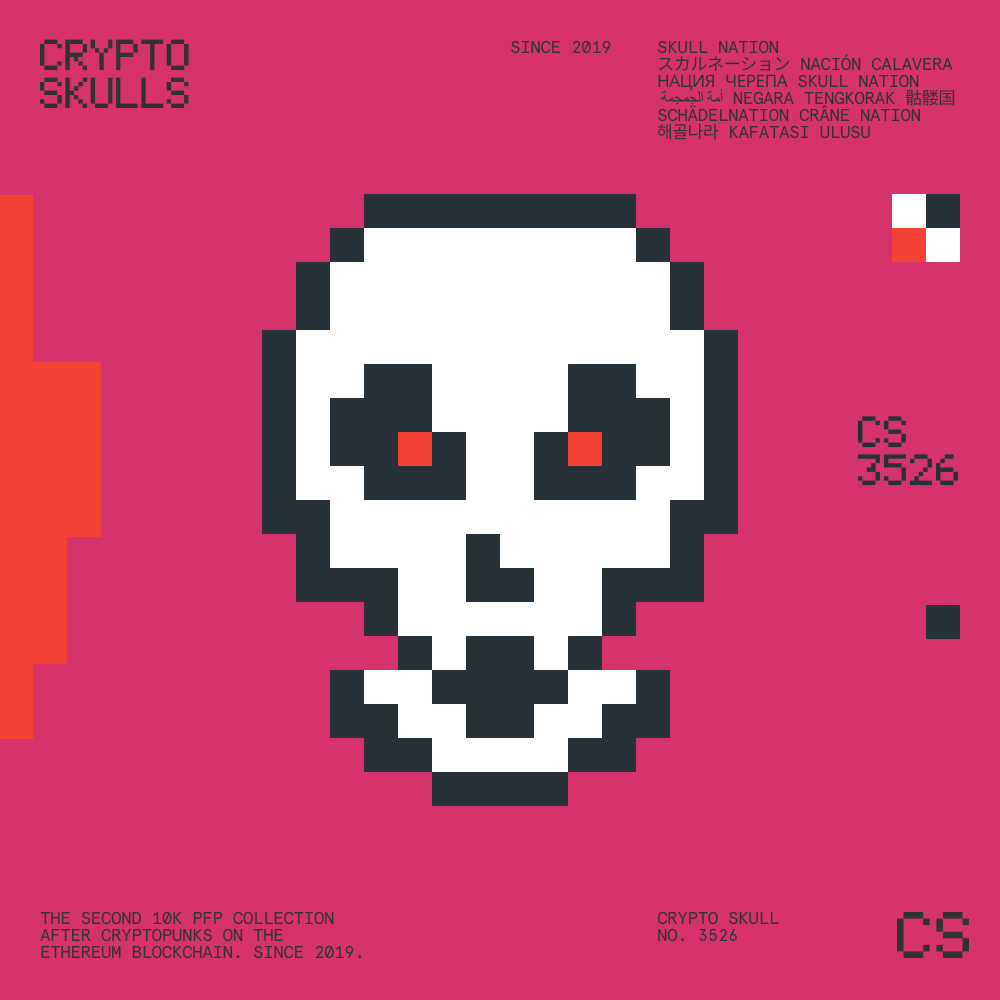 CRYPTO
SKULLS
SINCE 2019
SKULL NATION
スカルネーション NACIÓN CALAVERA
НАЦИЯ ЧЕРЕПА SKULL NATION
أمة الجمجمة NEGARA TENGKORAK 骷髅国
SCHÄDELNATION CRÂNE NATION
해골나라 KAFATASI ULUSU
CS
3526
THE SECOND 10K PFP COLLECTION
AFTER CRYPTOPUNKS ON THE
ETHEREUM BLOCKCHAIN. SINCE 2019.
CRYPTO SKULL
NO. 3526
CS